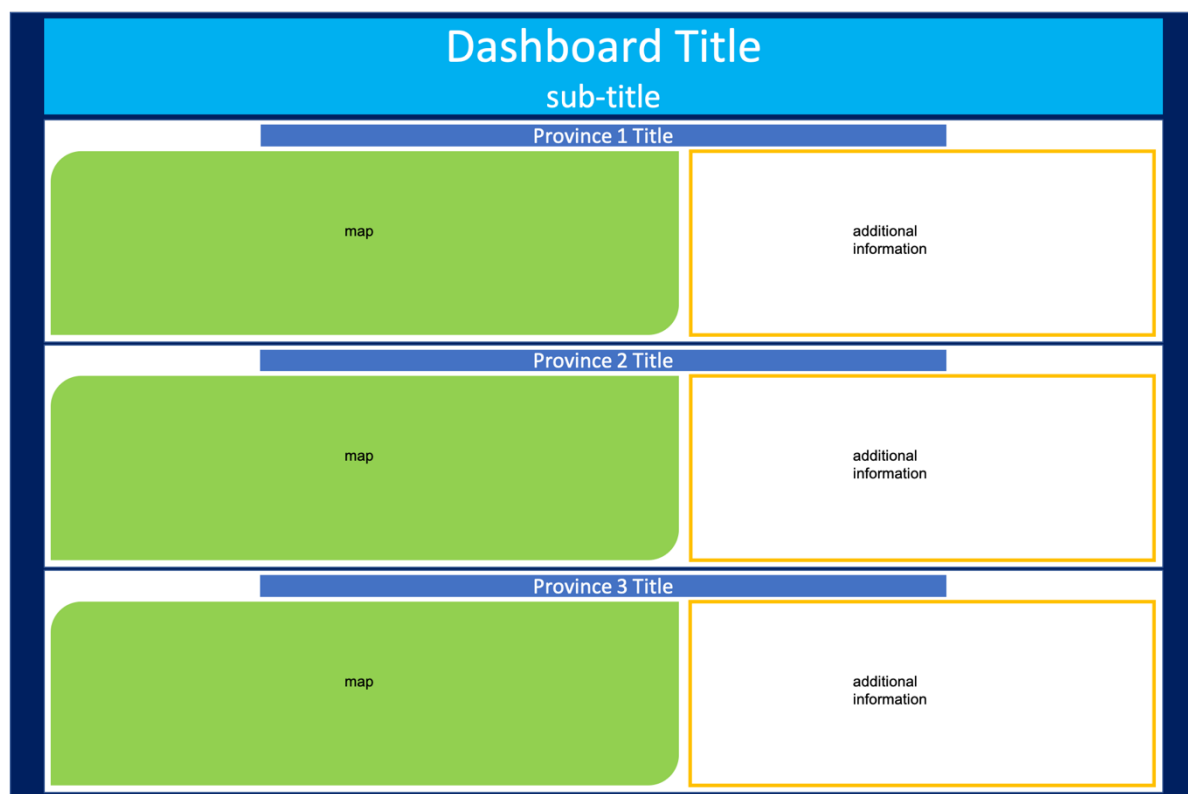 Dashboard Title
sub-title
Province 1 Title
map
additional
information
Province 2 Title
map
additional
information
Province 3 Title
map
additional
information